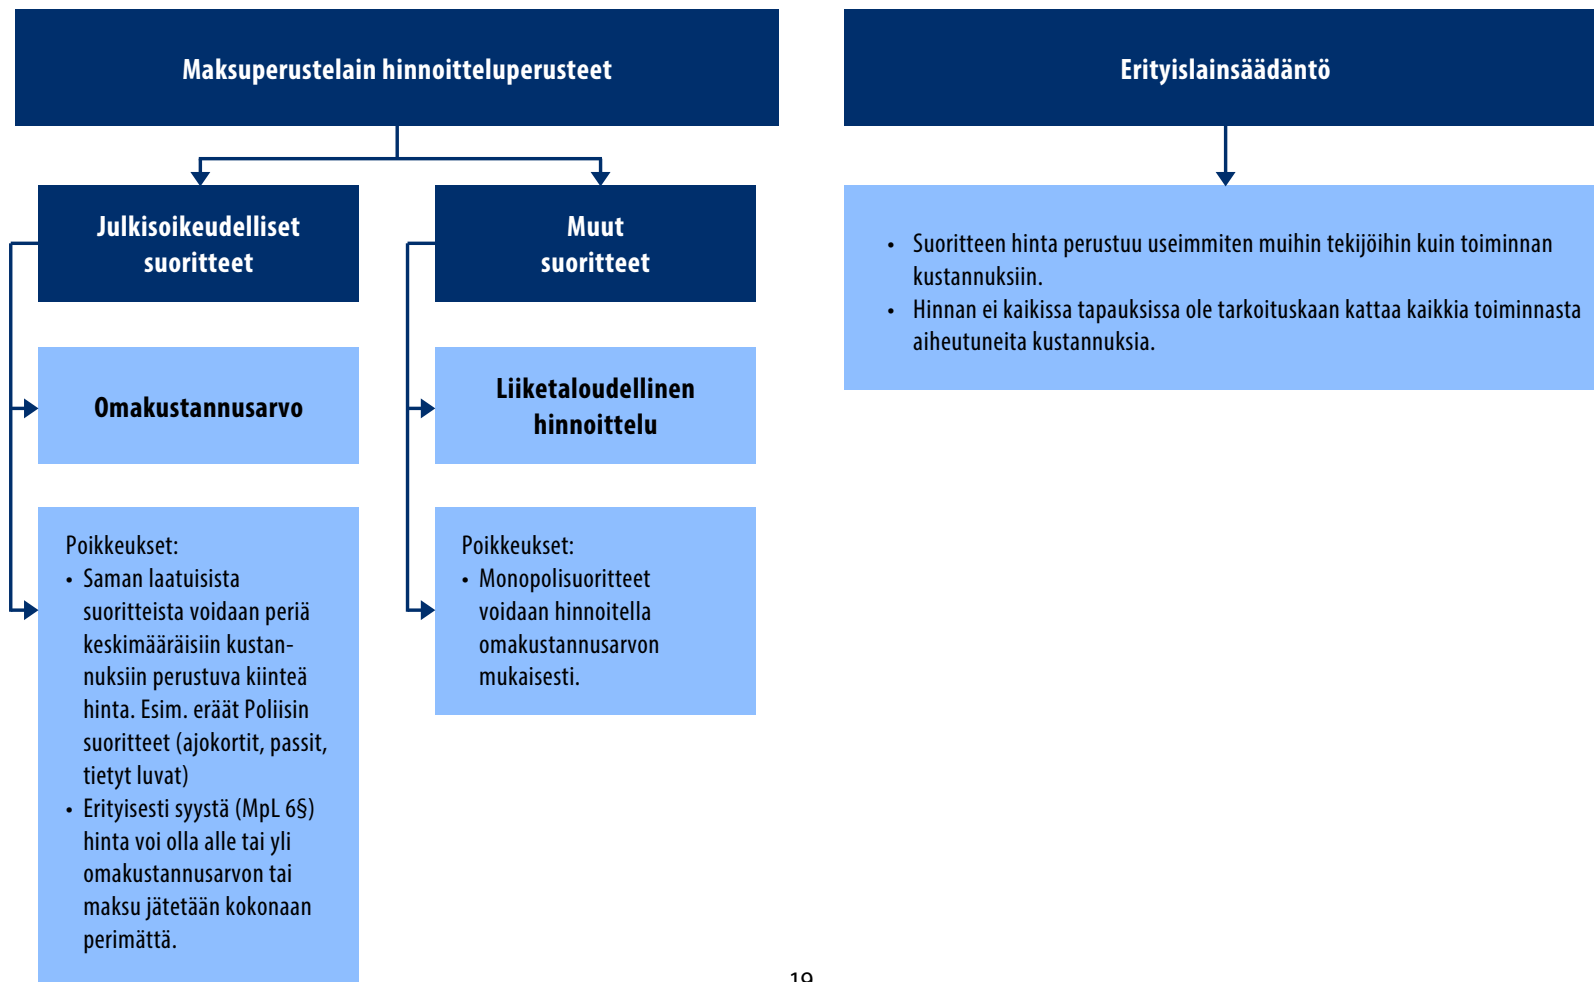 Maksuperustelain hinnoitteluperusteet
Julkisoikeudelliset
suoritteet
Omakustannusarvo
Poikkeukset:
• Saman laatuisista
suoritteista voidaan periä
keskimääräisiin kustan-
nuksiin perustuva kiinteä
hinta. Esim. eräät Poliisin
suoritteet (ajokortit, passit,
tietyt luvat)
• Erityisesti syystä (MpL 6§)
hinta voi olla alle tai yli
omakustannusarvon tai
maksu jätetään kokonaan
perimättä.
Muut
suoritteet
Liiketaloudellinen
hinnoittelu
Poikkeukset:
• Monopolisuoritteet
voidaan hinnoitella
omakustannusarvon
mukaisesti.
Erityislainsäädäntö
• Suoritteen hinta perustuu useimmiten muihin tekijöihin kuin toiminnan
kustannuksiin.
• Hinnan ei kaikissa tapauksissa ole tarkoituskaan kattaa kaikkia toiminnasta
aiheutuneita kustannuksia.
19